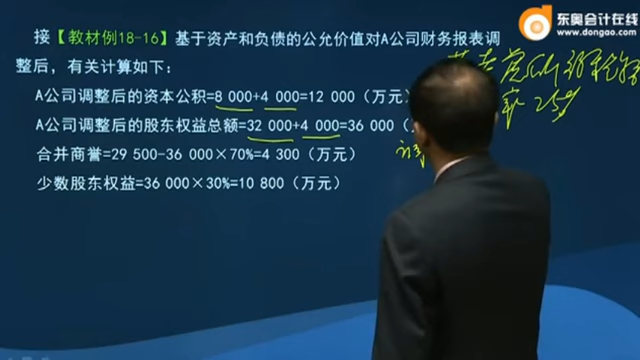 东奥会计在线
www.dongao.com
接【教材例18-16】基于资产和负债的公允价值对A公司财务报表调
整后，有关计算如下：
A公司调整后的资本公积=8 000+4 000=12 000（万元）
A公司调整后的股东权益总额=32 000+4 000=36 000（
合并商誉=29 500-36 000×70%=4 300（万元）
少数股东权益=36 000×30%=10 800（万元）
25%